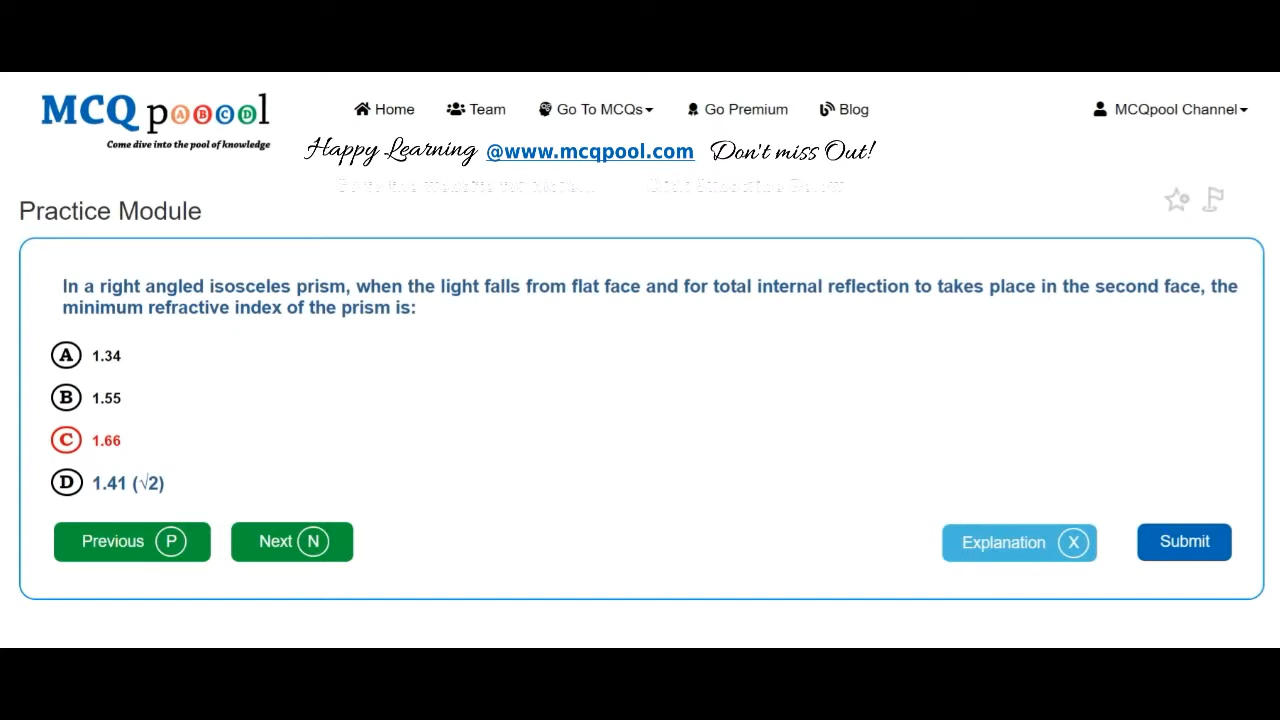 MCQ pABCDl
Come dive into the pool of knowledge
Home Team Go To MCQs Go Premium Blog MCQpool Channel
Happy Learning @www.mcqpool.com Don't miss Out!
Practice Module
In a right angled isosceles prism, when the light falls from flat face and for total internal reflection to takes place in the second face, the
minimum refractive index of the prism is:
A 1.34
B 1.55
C 1.66
D 1.41 (√2)
Previous P Next N Explanation X Submit